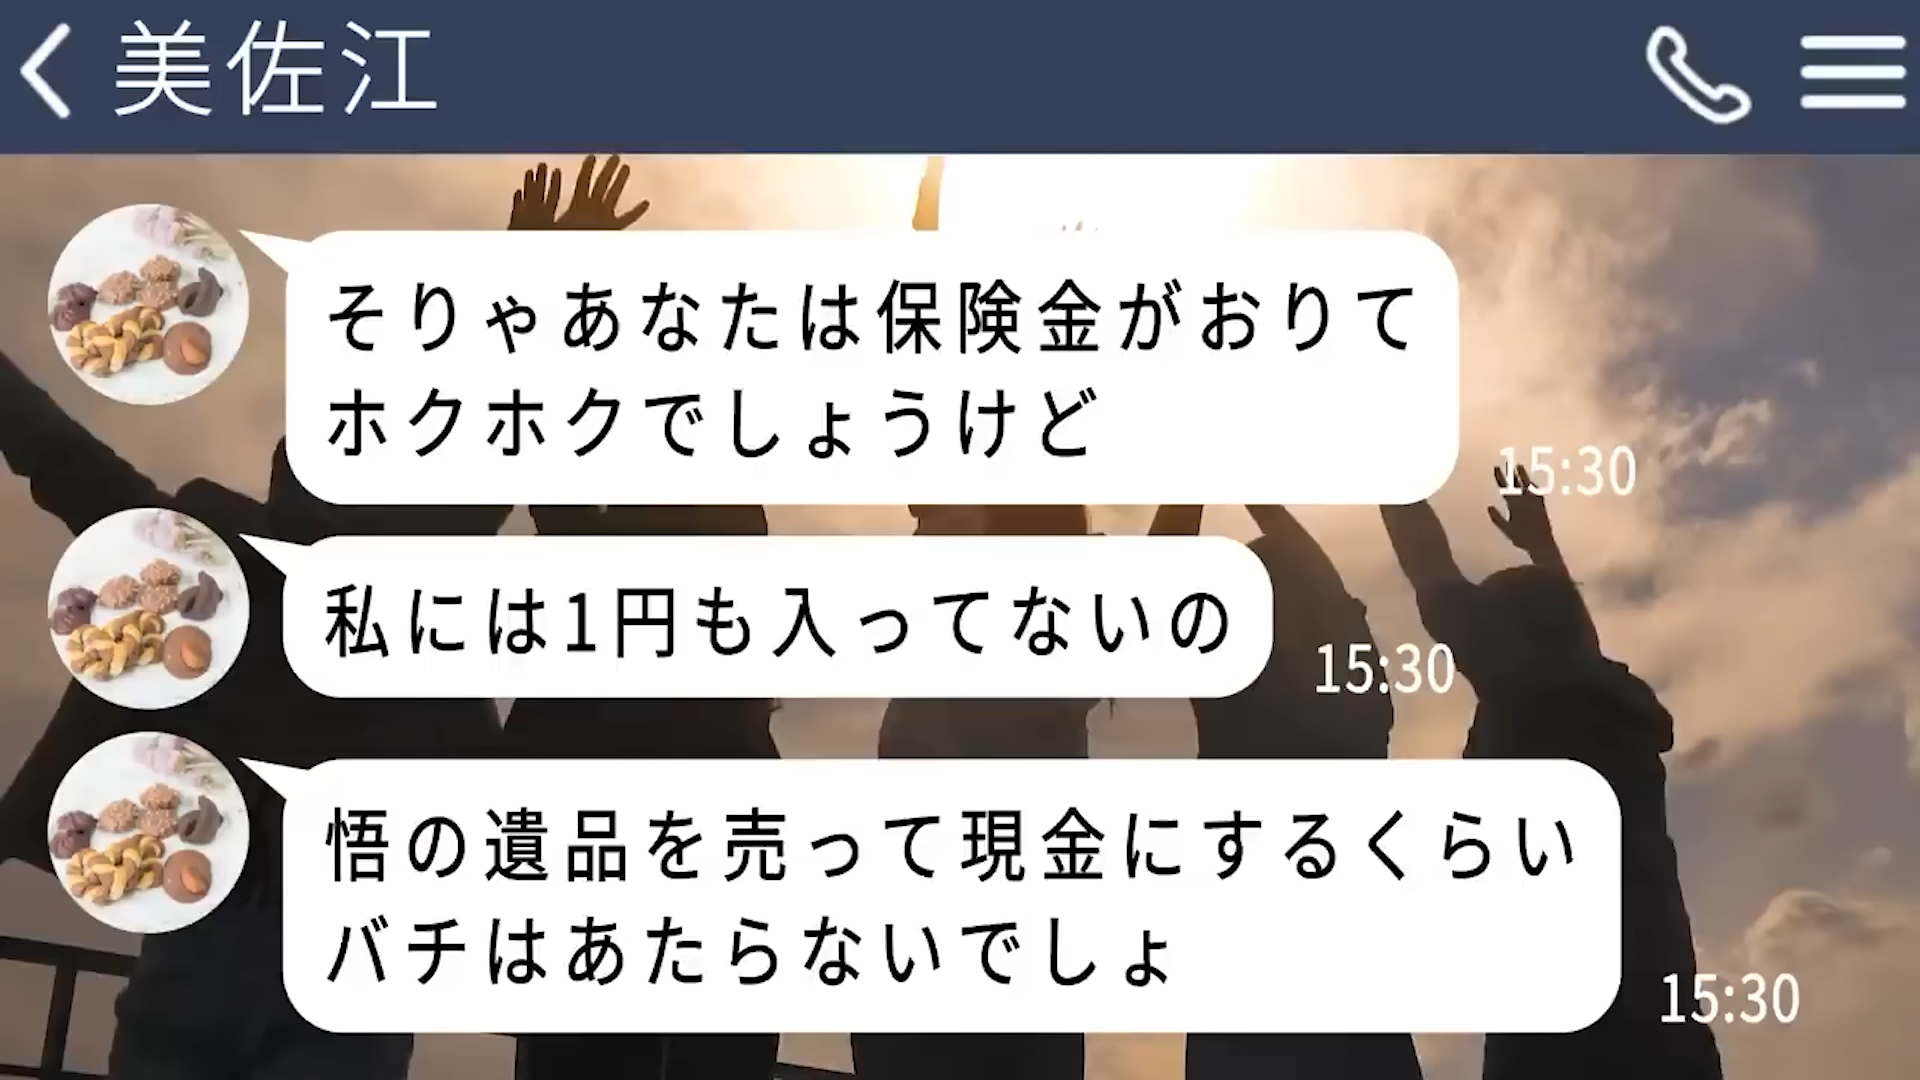 美佐江
そりゃあなたは保険金がおりて
ホクホクでしょうけど
15:30
私には1円も入ってないの
15:30
悟の遺品を売って現金にするくらい
バチはあたらないでしょ
15:30